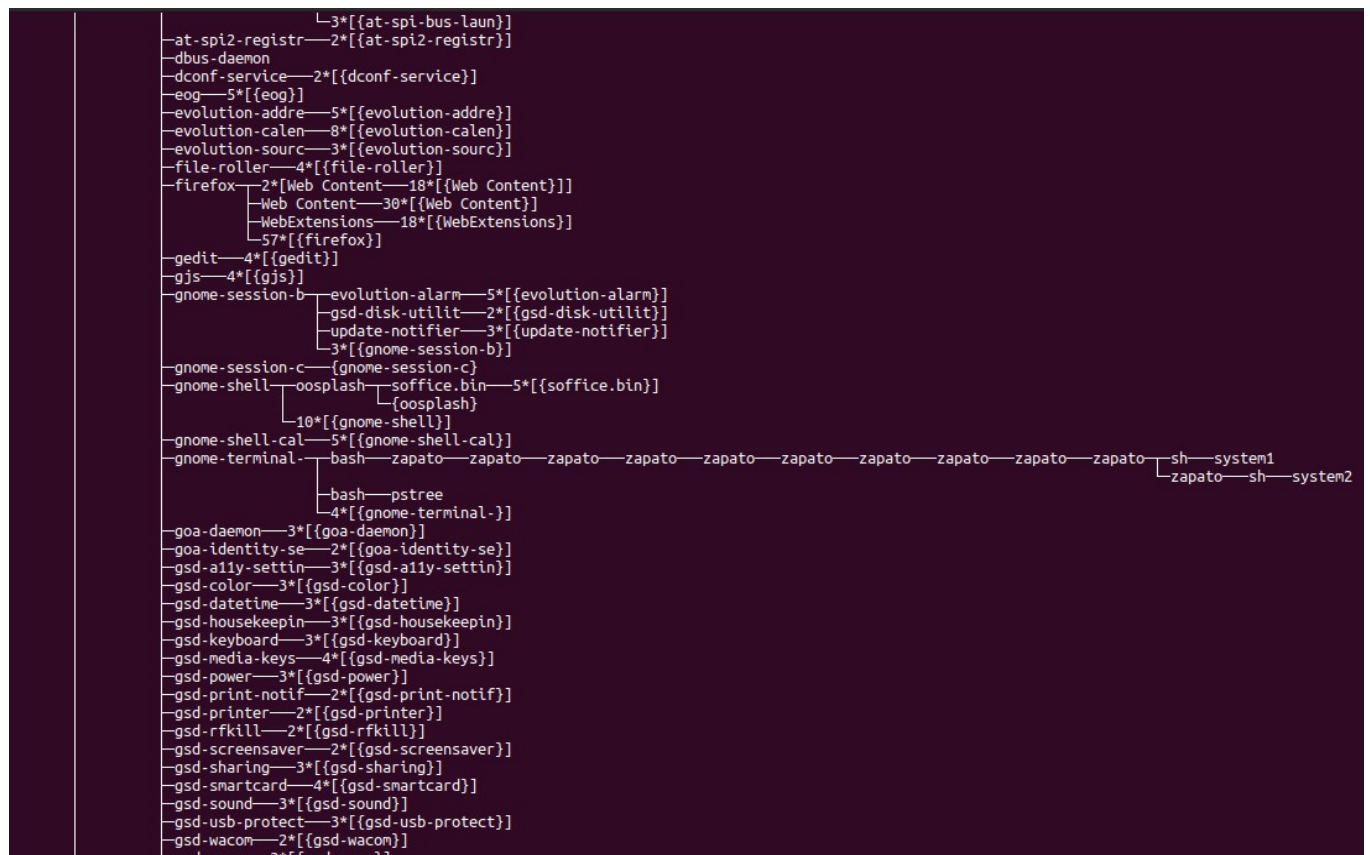 └─3*[{at-spi-bus-laun}]
├─at-spi2-registr───2*[{at-spi2-registr}]
├─dbus-daemon
├─dconf-service───2*[{dconf-service}]
├─eog───5*[{eog}]
├─evolution-addre───5*[{evolution-addre}]
├─evolution-calen───8*[{evolution-calen}]
├─evolution-sourc───3*[{evolution-sourc}]
├─file-roller───4*[{file-roller}]
├─firefox─┬─2*[Web Content───18*[{Web Content}]]
│ ├─Web Content───30*[{Web Content}]
│ ├─WebExtensions───18*[{WebExtensions}]
│ └─57*[{firefox}]
├─gedit───4*[{gedit}]
├─gjs───4*[{gjs}]
├─gnome-session-b─┬─evolution-alarm───5*[{evolution-alarm}]
│ ├─gsd-disk-utilit───2*[{gsd-disk-utilit}]
│ ├─update-notifier───3*[{update-notifier}]
│ └─3*[{gnome-session-b}]
├─gnome-session-c───{gnome-session-c}
├─gnome-shell─┬─oosplash─┬─soffice.bin───5*[{soffice.bin}]
│ │ └─{oosplash}
│ └─10*[{gnome-shell}]
├─gnome-shell-cal───5*[{gnome-shell-cal}]
├─gnome-terminal-─┬─bash───zapato───zapato───zapato───zapato───zapato───zapato───zapato───zapato───zapato───zapato─┬─sh───system1
│ │ └─zapato───sh───system2
│ ├─bash───pstree
│ └─4*[{gnome-terminal-}]
├─goa-daemon───3*[{goa-daemon}]
├─goa-identity-se───2*[{goa-identity-se}]
├─gsd-a11y-settin───3*[{gsd-a11y-settin}]
├─gsd-color───3*[{gsd-color}]
├─gsd-datetime───3*[{gsd-datetime}]
├─gsd-housekeepin───3*[{gsd-housekeepin}]
├─gsd-keyboard───3*[{gsd-keyboard}]
├─gsd-media-keys───4*[{gsd-media-keys}]
├─gsd-power───3*[{gsd-power}]
├─gsd-print-notif───2*[{gsd-print-notif}]
├─gsd-printer───2*[{gsd-printer}]
├─gsd-rfkill───2*[{gsd-rfkill}]
├─gsd-screensaver───2*[{gsd-screensaver}]
├─gsd-sharing───3*[{gsd-sharing}]
├─gsd-smartcard───4*[{gsd-smartcard}]
├─gsd-sound───3*[{gsd-sound}]
├─gsd-usb-protect───3*[{gsd-usb-protect}]
├─gsd-wacom───2*[{gsd-wacom}]